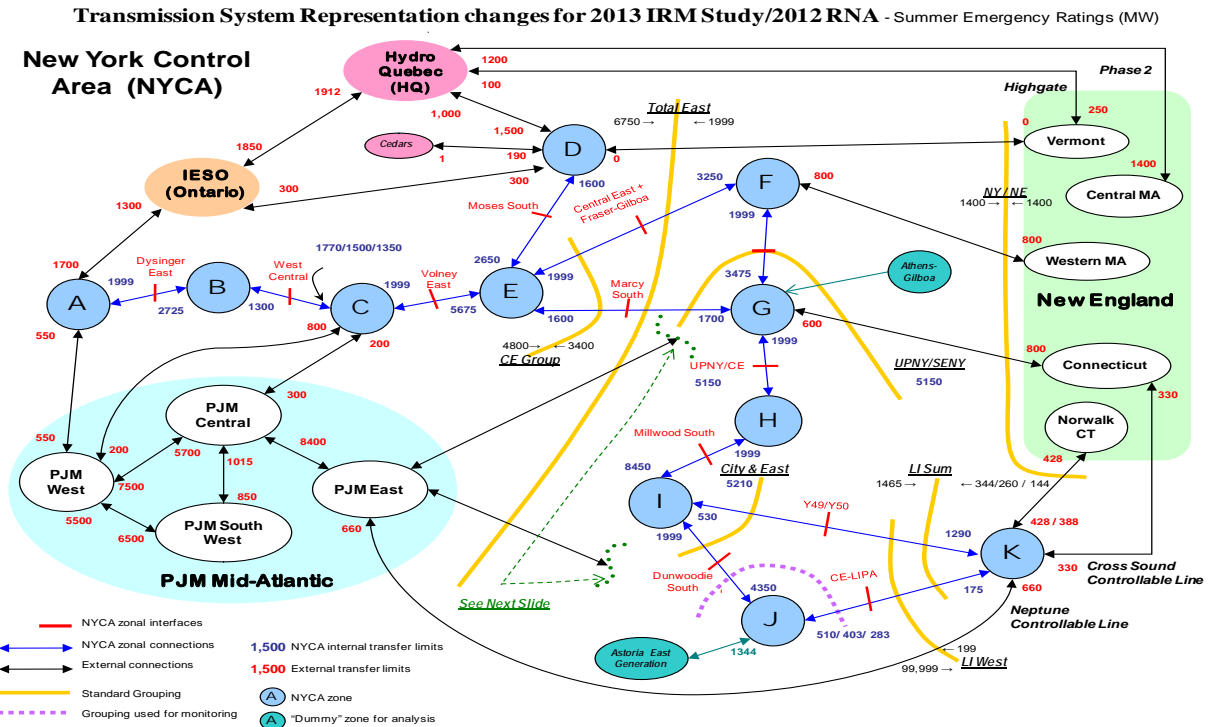 Transmission System Representation changes for 2013 IRM Study/2012 RNA - Summer Emergency Ratings (MW)
New York Control
Area (NYCA)
Hydro
Quebec
(HQ)
1200
100
Phase 2
Highgate
1912
1,000
1,500
Total East
6750→ ←1999
0
250
Vermont
1850
Cedars
1
190
D
0
300
1600
IESO
(Ontario)
300
1300
3250
F
800
1999
1400
Central MA
NY/NE
1400→ ←1400
Moses South
Central East +
Fraser-Gilboa
1770/1500/1350
1700
1999
Dysinger
East
A
B
2725
West
Central
1300
1999
C
Volney
East
2650
E
1999
5675
1600
Marcy
South
3475
Athens-
Gilboa
800
Western MA
New England
G
1700
600
1999
550
800
200
4800→ ←3400
CE Group
UPNY/CE
5150
UPNY/SENY
5150
800
Connecticut
330
PJM
Central
300
H
Norwalk
CT
428
550
200
5700
8400
1015
Millwood South
1999
8450
City & East
5210
LI Sum
1465→ ←344/260 / 144
PJM
West
7500
850
PJM East
I
530
1999
Y49/Y50
5500
6500
PJM South
West
660
1290
428 / 388
K
330
Cross Sound
Controllable Line
PJM Mid-Atlantic
See Next Slide
Dunwoodie
South
4350
CE-LIPA
175
660
Neptune
Controllable Line
J
510/ 403/ 283
Astoria East
Generation
1344
←199
99,999→
LI West
NYCA zonal interfaces
NYCA zonal connections
1,500 NYCA internal transfer limits
External connections
1,500 External transfer limits
Standard Grouping
A NYCA zone
Grouping used for monitoring
A "Dummy" zone for analysis